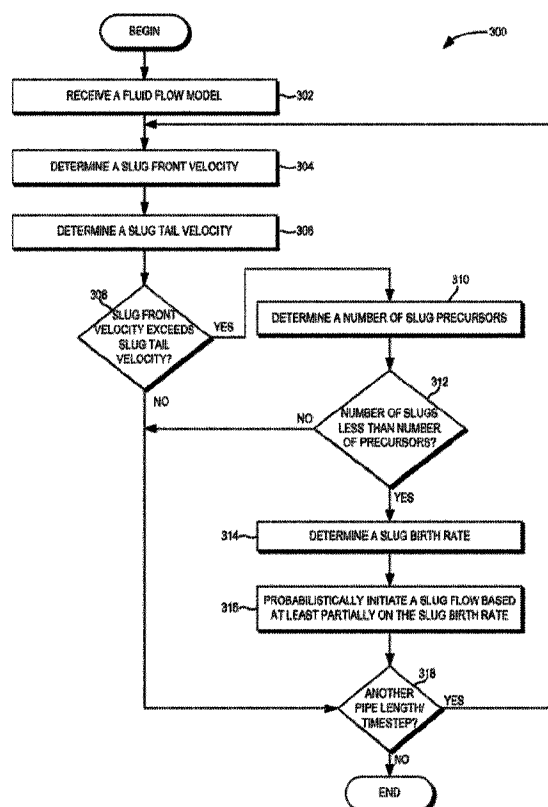 BEGIN
300
RECEIVE A FLUID FLOW MODEL
302
DETERMINE A SLUG FRONT VELOCITY
304
DETERMINE A SLUG TAIL VELOCITY
306
308
SLUG FRONT
VELOCITY EXCEEDS
SLUG TAIL
VELOCITY?
YES
NO
310
DETERMINE A NUMBER OF SLUG PRECURSORS
312
NUMBER OF SLUGS
LESS THAN NUMBER
OF PRECURSORS?
NO
YES
314
DETERMINE A SLUG BIRTH RATE
316
PROBABILISTICALLY INITIATE A SLUG FLOW BASED
AT LEAST PARTIALLY ON THE SLUG BIRTH RATE
318
ANOTHER
PIPE LENGTH/
TIMESTEP?
YES
NO
END